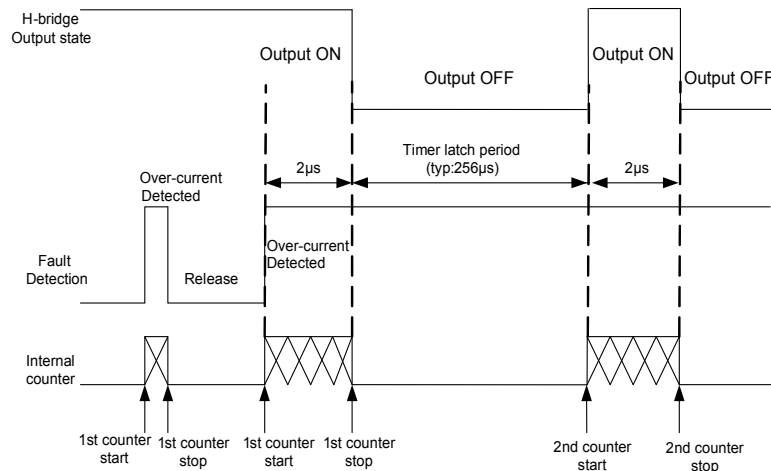 H-bridge
Output state
Output ON
Output OFF
Output ON
Output OFF
2µs
Timer latch period
(typ:256µs)
2µs
Over-current
Detected
Over-current
Detected
Fault
Detection
Release
Internal
counter
1st counter
start
1st counter
stop
1st counter
start
1st counter
stop
2nd counter
start
2nd counter
stop